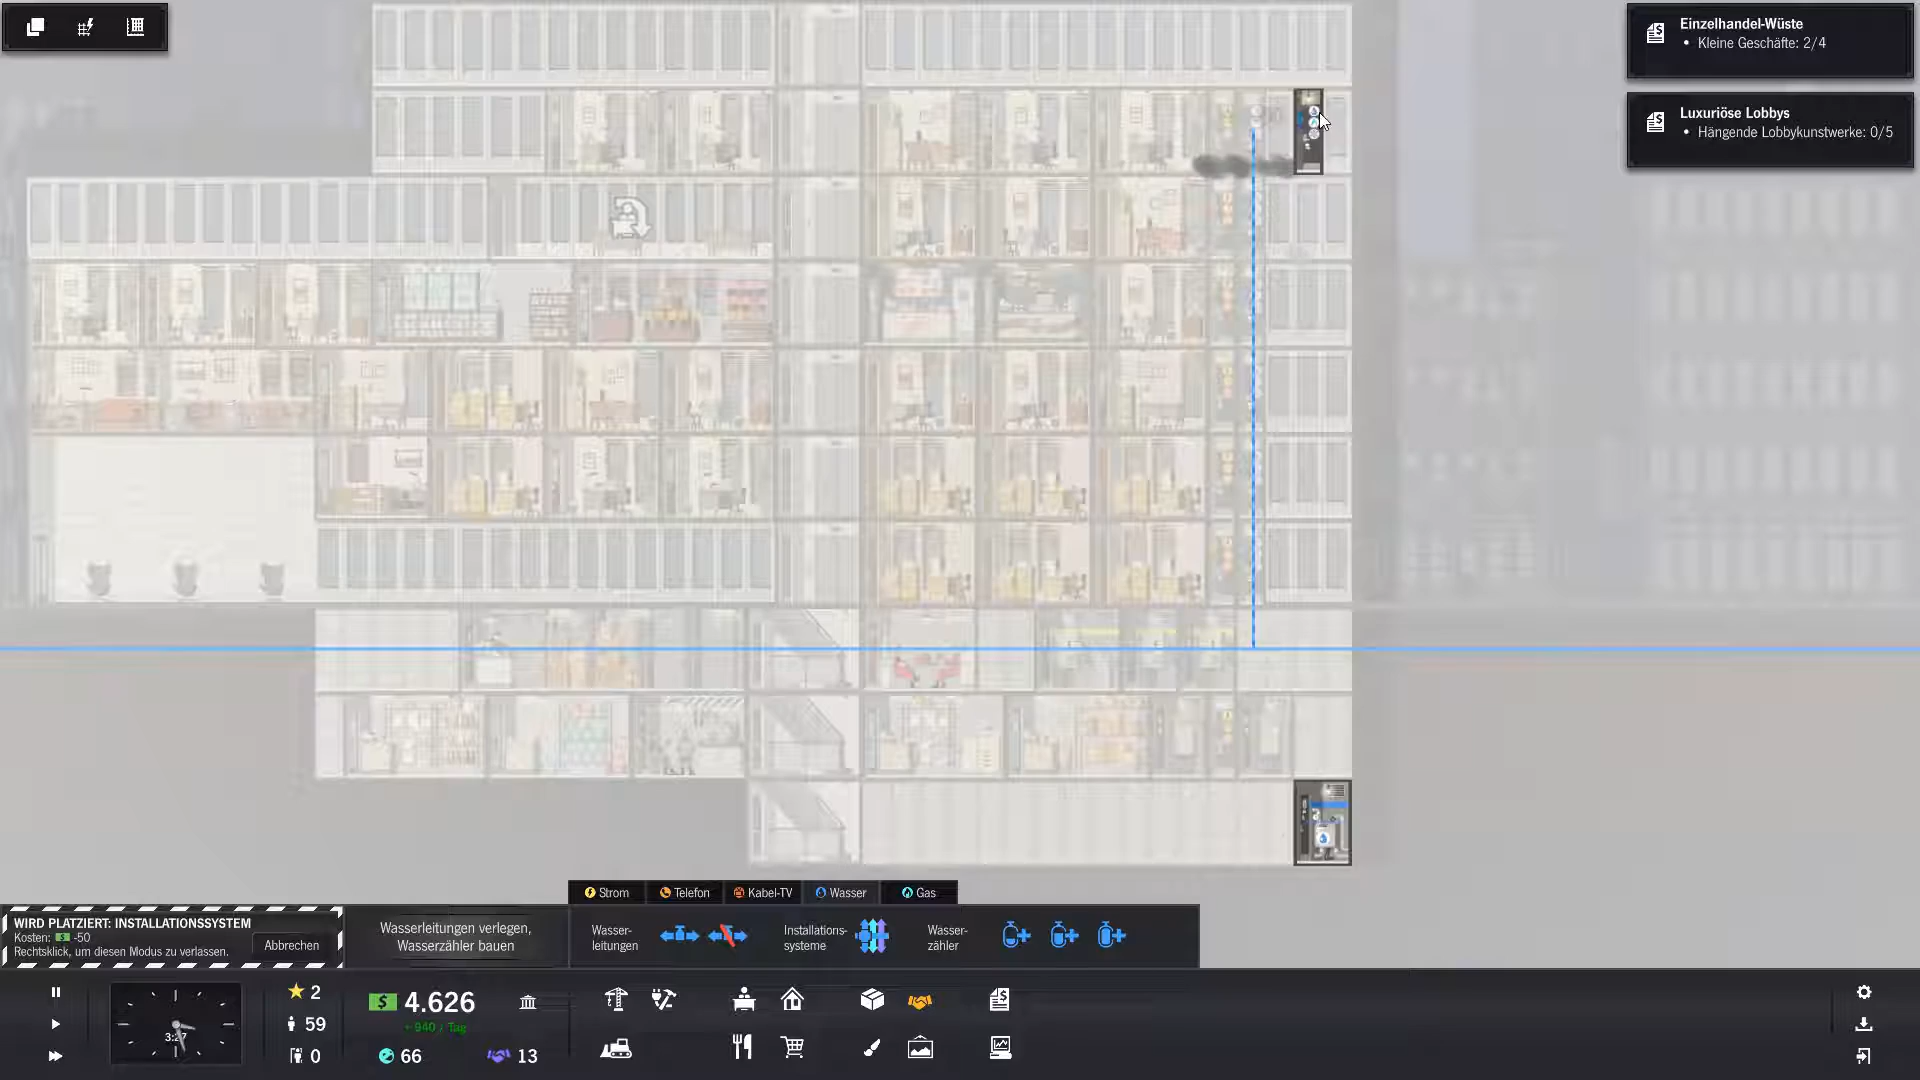 Einzelhandel-Wüste
• Kleine Geschäfte: 2/4
Luxuriöse Lobbys
• Hängende Lobbykunstwerke: 0/5
Strom
Telefon
Kabel-TV
Wasser
Gas
WIRD PLATZIERT: INSTALLATIONSSYSTEM
Kosten: $ -50
Rechtsklick, um diesen Modus zu verlassen.
Abbrechen
Wasserleitungen verlegen,
Wasserzähler bauen
Wasser-
leitungen
Installations-
systeme
Wasser-
zähler
2
59
0
$ 4.626
+ 940 / Tag
66
13